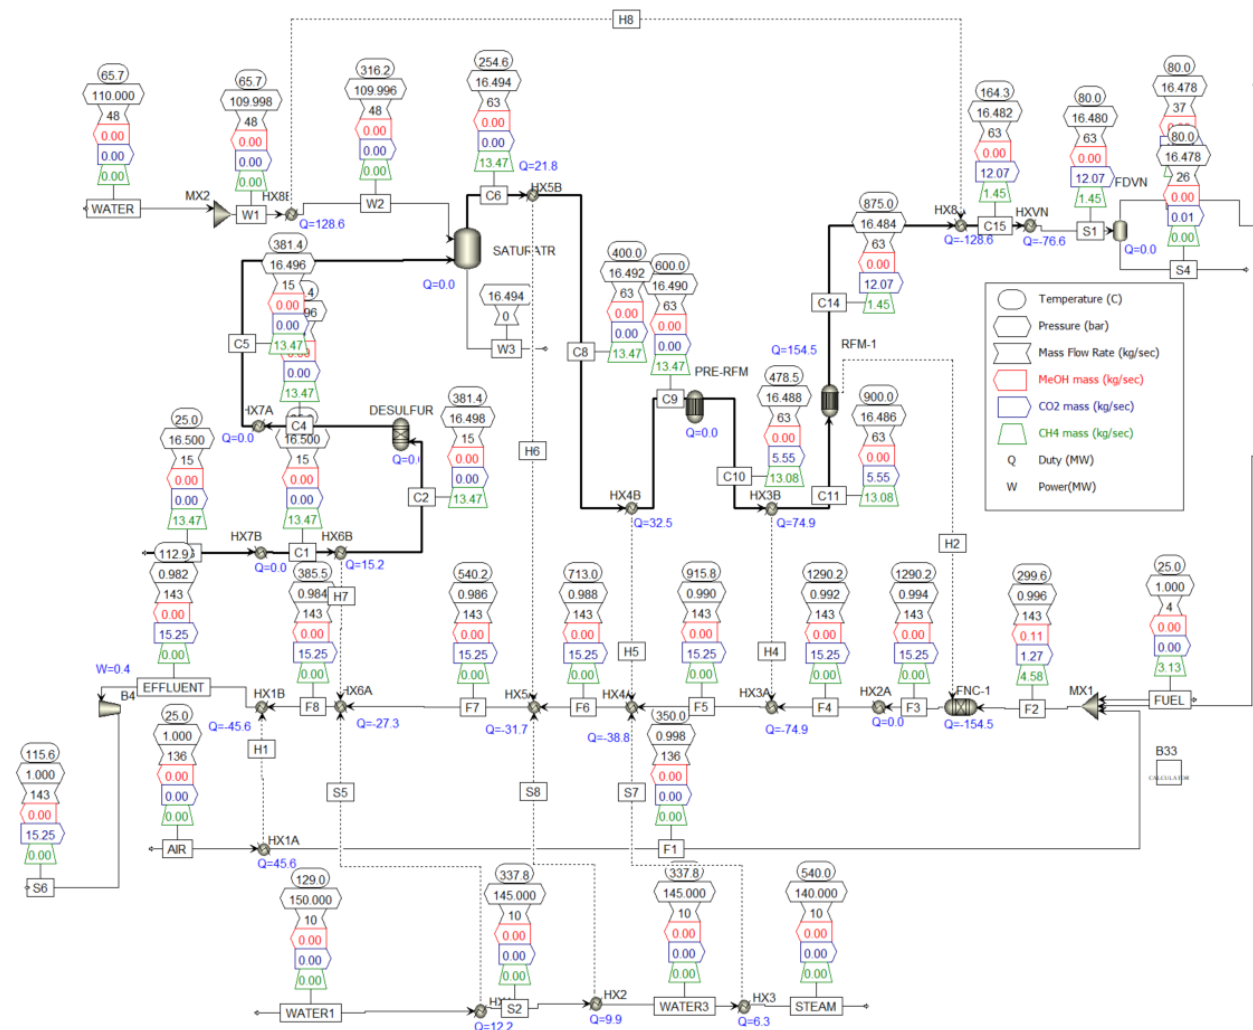 H8
65.7
110.000
48
0.00
0.00
0.00
WATER
MX2
65.7
109.998
48
0.00
0.00
0.00
W1
Q=128.6
316.2
109.996
48
0.00
0.00
0.00
W2
254.6
16.494
63
0.00
0.00
13.47
C6
Q=21.8
HX5B
SATURATR
Q=0.0
16.494
0
W3
381.4
16.496
15
0.00
0.00
13.47
C5
0.00
13.47
C4
Q=0.0
DESULFUR
381.4
16.498
15
0.00
0.00
13.47
C2
25.0
16.500
15
0.00
0.00
13.47
HX7B
Q=0.0
16.500
15
0.00
0.00
13.47
C1
HX6B
Q=15.2
H7
H6
C8
400.0
16.492
63
0.00
0.00
13.47
600.0
16.490
63
0.00
0.00
13.47
C9
PRE-RFM
Q=0.0
HX4B
Q=32.5
478.5
16.488
63
0.00
5.55
13.08
C10
HX3B
Q=74.9
900.0
16.486
63
0.00
5.55
13.08
C11
Q=154.5
RFM-1
875.0
16.484
63
0.00
12.07
1.45
C14
HX8
Q=-128.6
164.3
16.482
63
0.00
12.07
1.45
C15
HXVN
Q=-76.6
80.0
16.480
63
0.00
12.07
1.45
S1
FDVN
Q=0.0
80.0
16.478
37
80.0
16.478
26
0.00
0.01
0.00
S4
Temperature (C)
Pressure (bar)
Mass Flow Rate (kg/sec)
MeOH mass (kg/sec)
CO2 mass (kg/sec)
CH4 mass (kg/sec)
Q Duty (MW)
W Power(MW)
H2
H4
H5
112.9
0.982
143
0.00
15.25
0.00
EFFLUENT
W=0.4
B4
HX1B
Q=-45.6
385.5
0.984
143
0.00
15.25
0.00
F8
HX6A
Q=-27.3
540.2
0.986
143
0.00
15.25
0.00
F7
Q=-31.7
713.0
0.988
143
0.00
15.25
0.00
F6
Q=-38.8
915.8
0.990
143
0.00
15.25
0.00
F5
HX3A
Q=-74.9
1290.2
0.992
143
0.00
15.25
0.00
F4
HX2A
Q=0.0
1290.2
0.994
143
0.00
15.25
0.00
F3
FNC-1
Q=-154.5
299.6
0.996
143
0.11
1.27
4.58
F2
MX1
25.0
1.000
4
0.00
0.00
3.13
FUEL
B33
CALCULATOR
115.6
1.000
143
0.00
15.25
0.00
S6
25.0
1.000
136
0.00
0.00
0.00
AIR
H1
HX1A
Q=45.6
S5
S8
S7
350.0
0.998
136
0.00
0.00
0.00
F1
129.0
150.000
10
0.00
0.00
0.00
WATER1
Q=12.2
337.8
145.000
10
0.00
0.00
0.00
S2
HX2
Q=9.9
337.8
145.000
10
0.00
0.00
0.00
WATER3
HX3
Q=6.3
540.0
140.000
10
0.00
0.00
0.00
STEAM